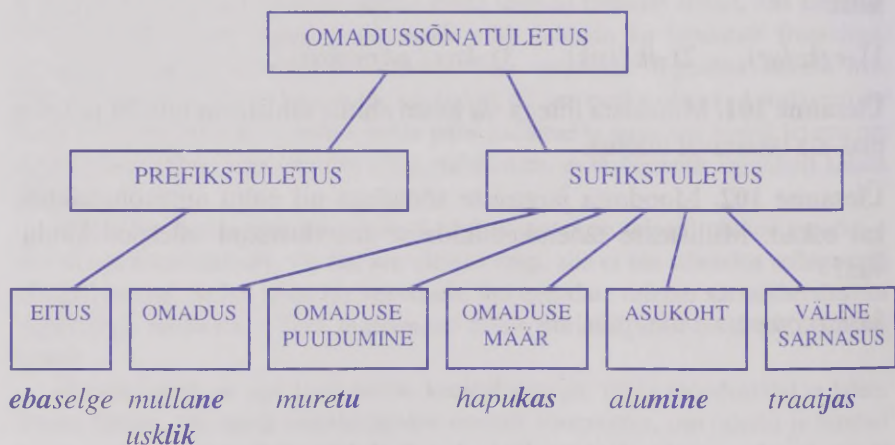 OMADUSSÕNATULETUS
PREFIKSTULETUS
SUFIKSTULETUS
EITUS
OMADUS
OMADUSE
PUUDUMINE
OMADUSE
MÄÄR
ASUKOHT
VÄLINE
SARNASUS
ebaselge
mullane
usklik
muretu
hapukas
alumine
traatjas